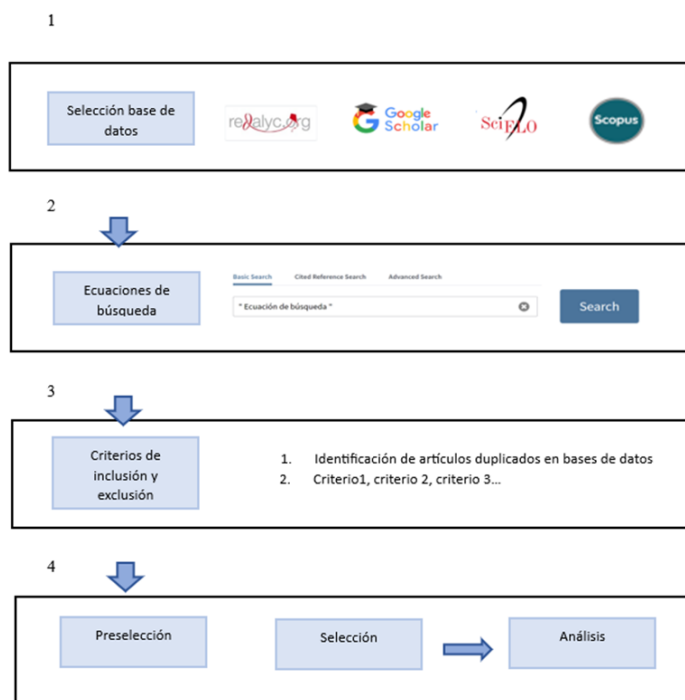 1
Selección base de
datos
redalyc.org
Google
Scholar
SciELO
Scopus
2
Ecuaciones de
búsqueda
Basic Search Cited Reference Search Advanced Search
" Ecuación de búsqueda "
Search
3
Criterios de
inclusión y
exclusión
1. Identificación de artículos duplicados en bases de datos
2. Criterio1, criterio 2, criterio 3...
4
Preselección
Selección
Análisis